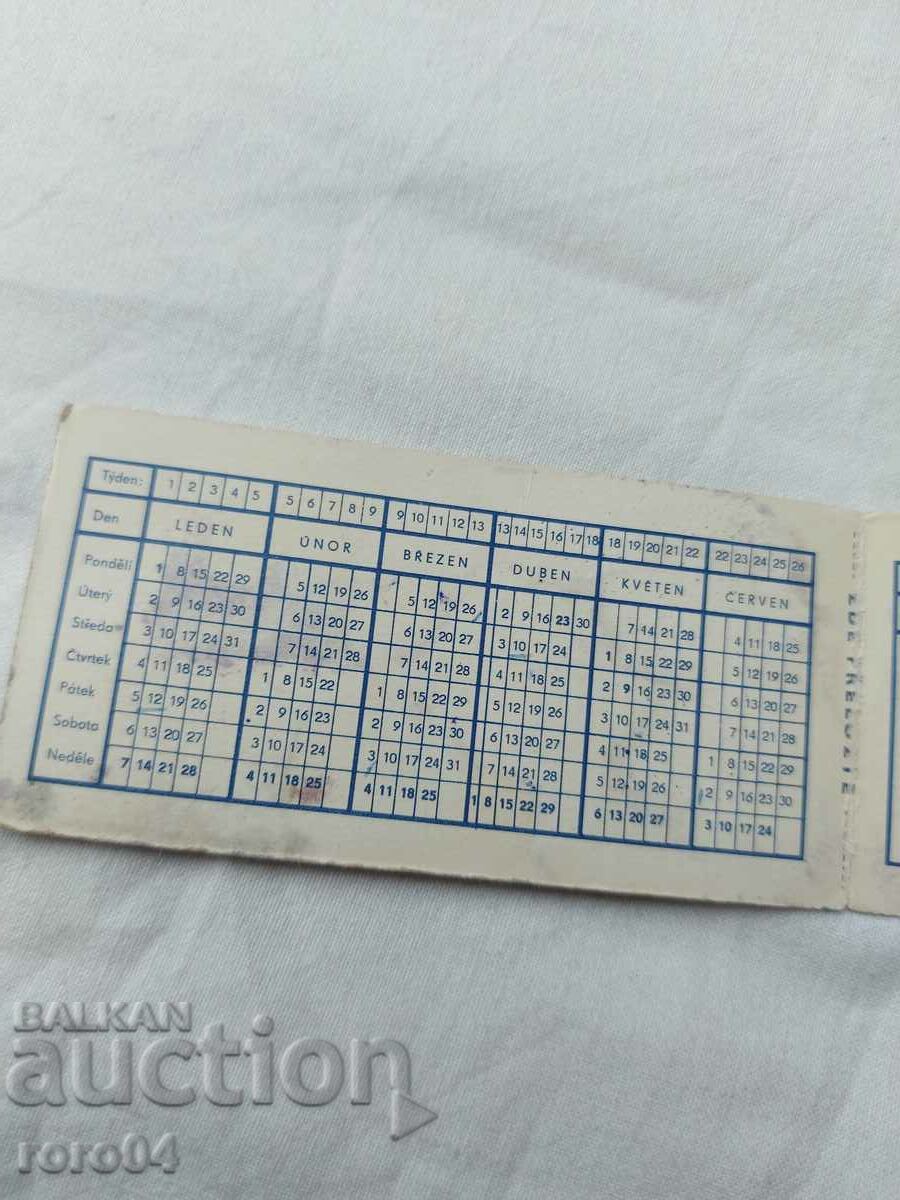 Týden: 1 2 3 4 5 5 6 7 8 9 9 10 11 12 13 13 14 15 16 17 18 18 19 20 21 22 22 23 24 25 26
Den LEDEN ÚNOR BŘEZEN DUBEN KVĚTEN ČERVEN
Pondělí 1 8 15 22 29 5 12 19 26 5 12 19 26 2 9 16 23 30 7 14 21 28 4 11 18 25
Úterý 2 9 16 23 30 6 13 20 27 6 13 20 27 3 10 17 24 1 8 15 22 29 5 12 19 26
Středa 3 10 17 24 31 7 14 21 28 7 14 21 28 4 11 18 25 2 9 16 23 30 6 13 20 27
Čtvrtek 4 11 18 25 1 8 15 22 1 8 15 22 29 5 12 19 26 3 10 17 24 31 7 14 21 28
Pátek 5 12 19 26 2 9 16 23 2 9 16 23 30 6 13 20 27 4 11 18 25 1 8 15 22 29
Sobota 6 13 20 27 3 10 17 24 3 10 17 24 31 7 14 21 28 5 12 19 26 2 9 16 23 30
Neděle 7 14 21 28 4 11 18 25 4 11 18 25 1 8 15 22 29 6 13 20 27 3 10 17 24
ZDE PŘELOŽTE
BALKAN
auction
roro04